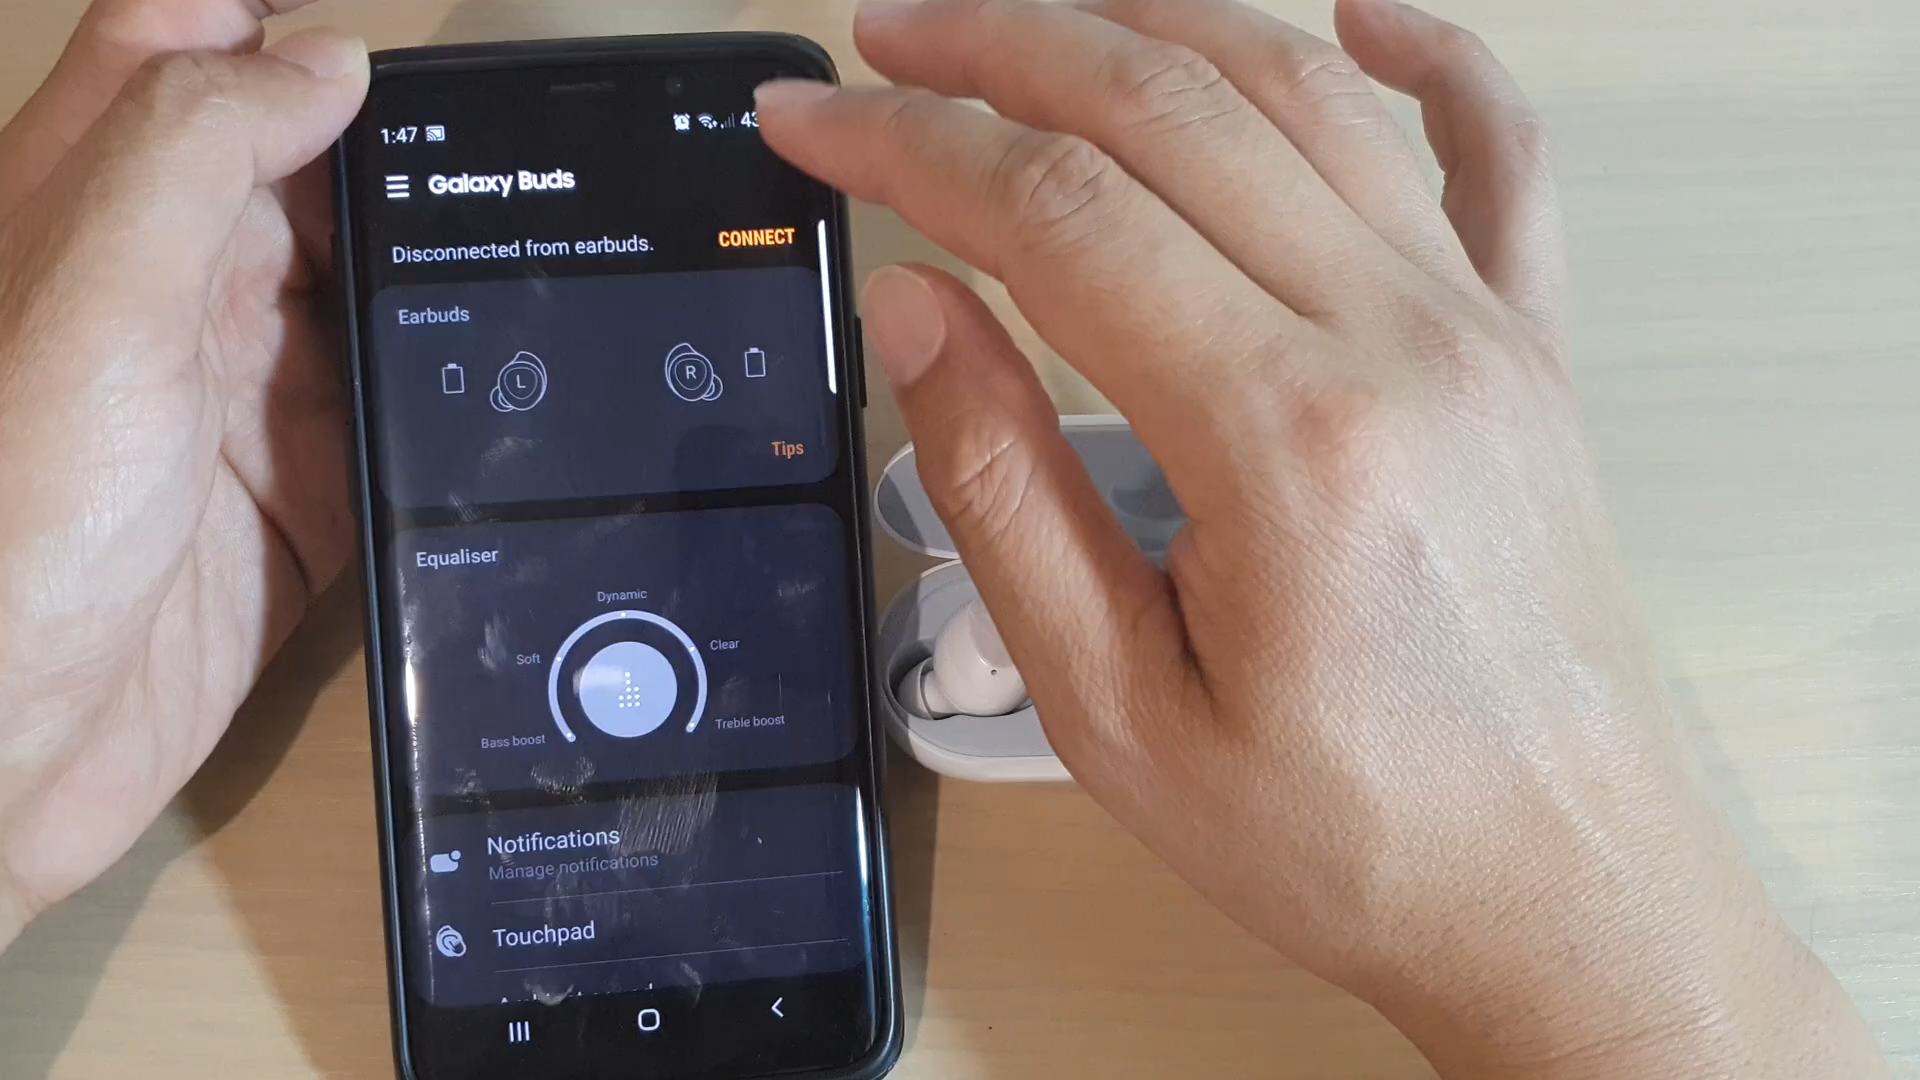 1:47 43
Galaxy Buds
Disconnected from earbuds. CONNECT
Earbuds
L R
Tips
Equaliser
Dynamic
Soft Clear
Bass boost Treble boost
Notifications
Manage notifications
Touchpad